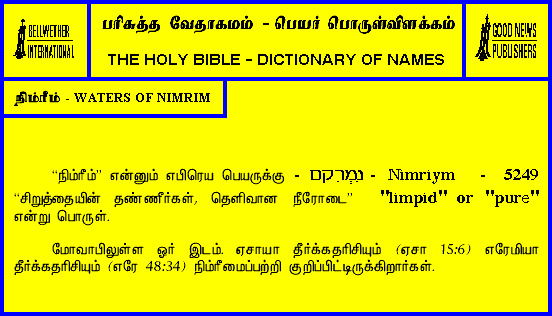 BELLWETHER
INTERNATIONAL
பரிசுத்த வேதாகமம் - பெயர் பொருள்விளக்கம்
THE HOLY BIBLE - DICTIONARY OF NAMES
GOOD NEWS
PUBLISHERS
நிம்ரீம் - WATERS OF NIMRIM
“நிம்ரீம்” என்னும் எபிரெய பெயருக்கு - נִמְרִקם - Nimriym - 5249
“சிறுத்தையின் தண்ணீர்கள், தெளிவான நீரோடை” "limpid" or "pure"
என்று பொருள்.
மோவாபிலுள்ள ஓர் இடம். ஏசாயா தீர்க்கதரிசியும் (ஏசா 15:6) எரேமியா
தீர்க்கதரிசியும் (எரே 48:34) நிம்ரீமைப்பற்றி குறிப்பிட்டிருக்கிறார்கள்.